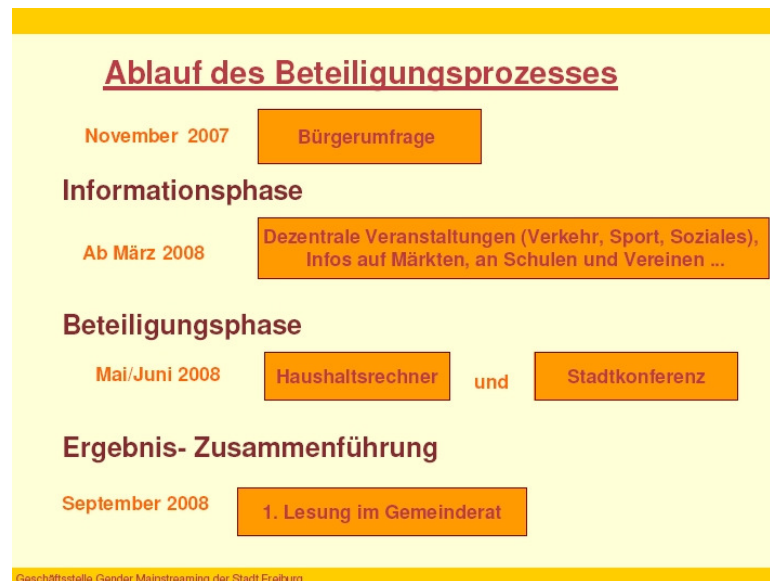 Ablauf des Beteiligungsprozesses
November 2007 Bürgerumfrage
Informationsphase
Ab März 2008
Dezentrale Veranstaltungen (Verkehr, Sport, Soziales),
Infos auf Märkten, an Schulen und Vereinen ...
Beteiligungsphase
Mai/Juni 2008 Haushaltsrechner und Stadtkonferenz
Ergebnis- Zusammenführung
September 2008 1. Lesung im Gemeinderat
Geschäftsstelle Gender Mainstreaming der Stadt Freiburg